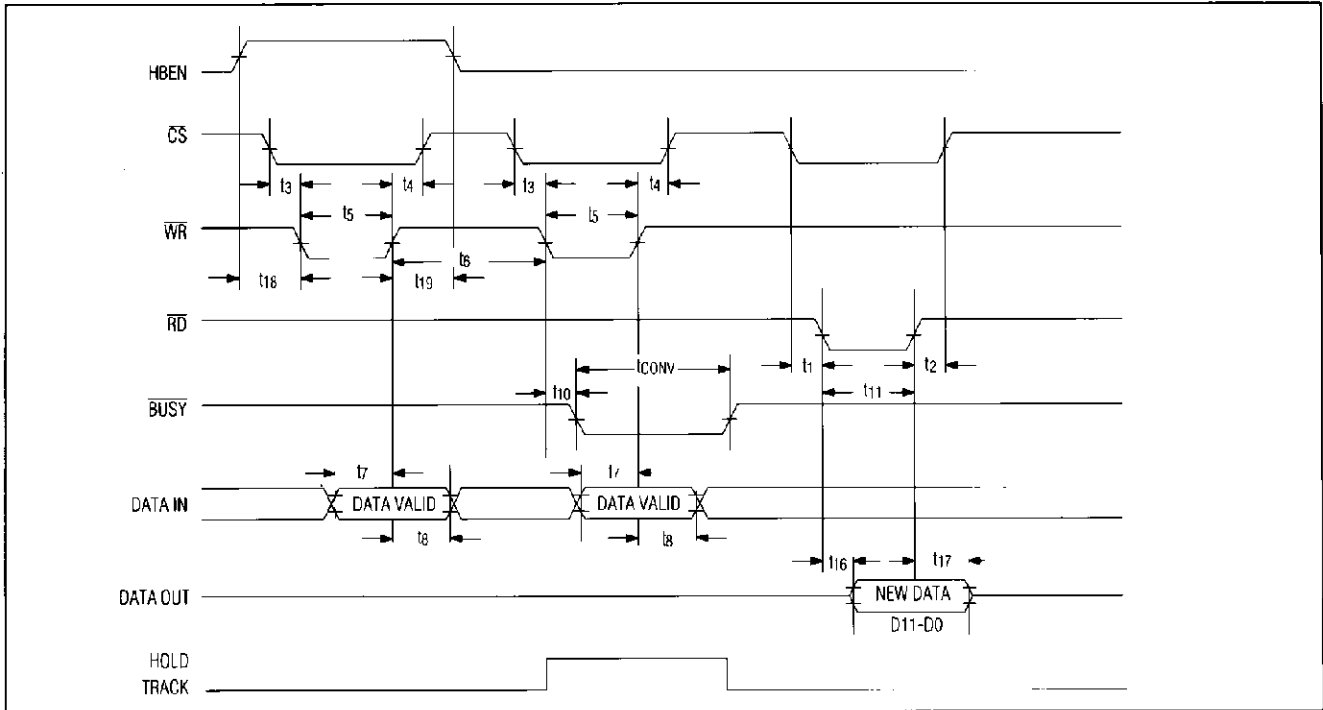 HBEN
CS
t3 t4 t3 t4
t5 t5
WR
t6
t18 t19
RD
tCONV
t1 t2
t10
t11
BUSY
t7 t7
DATA IN DATA VALID DATA VALID
t8 t8
t16 t17
DATA OUT NEW DATA
D11-D0
HOLD
TRACK